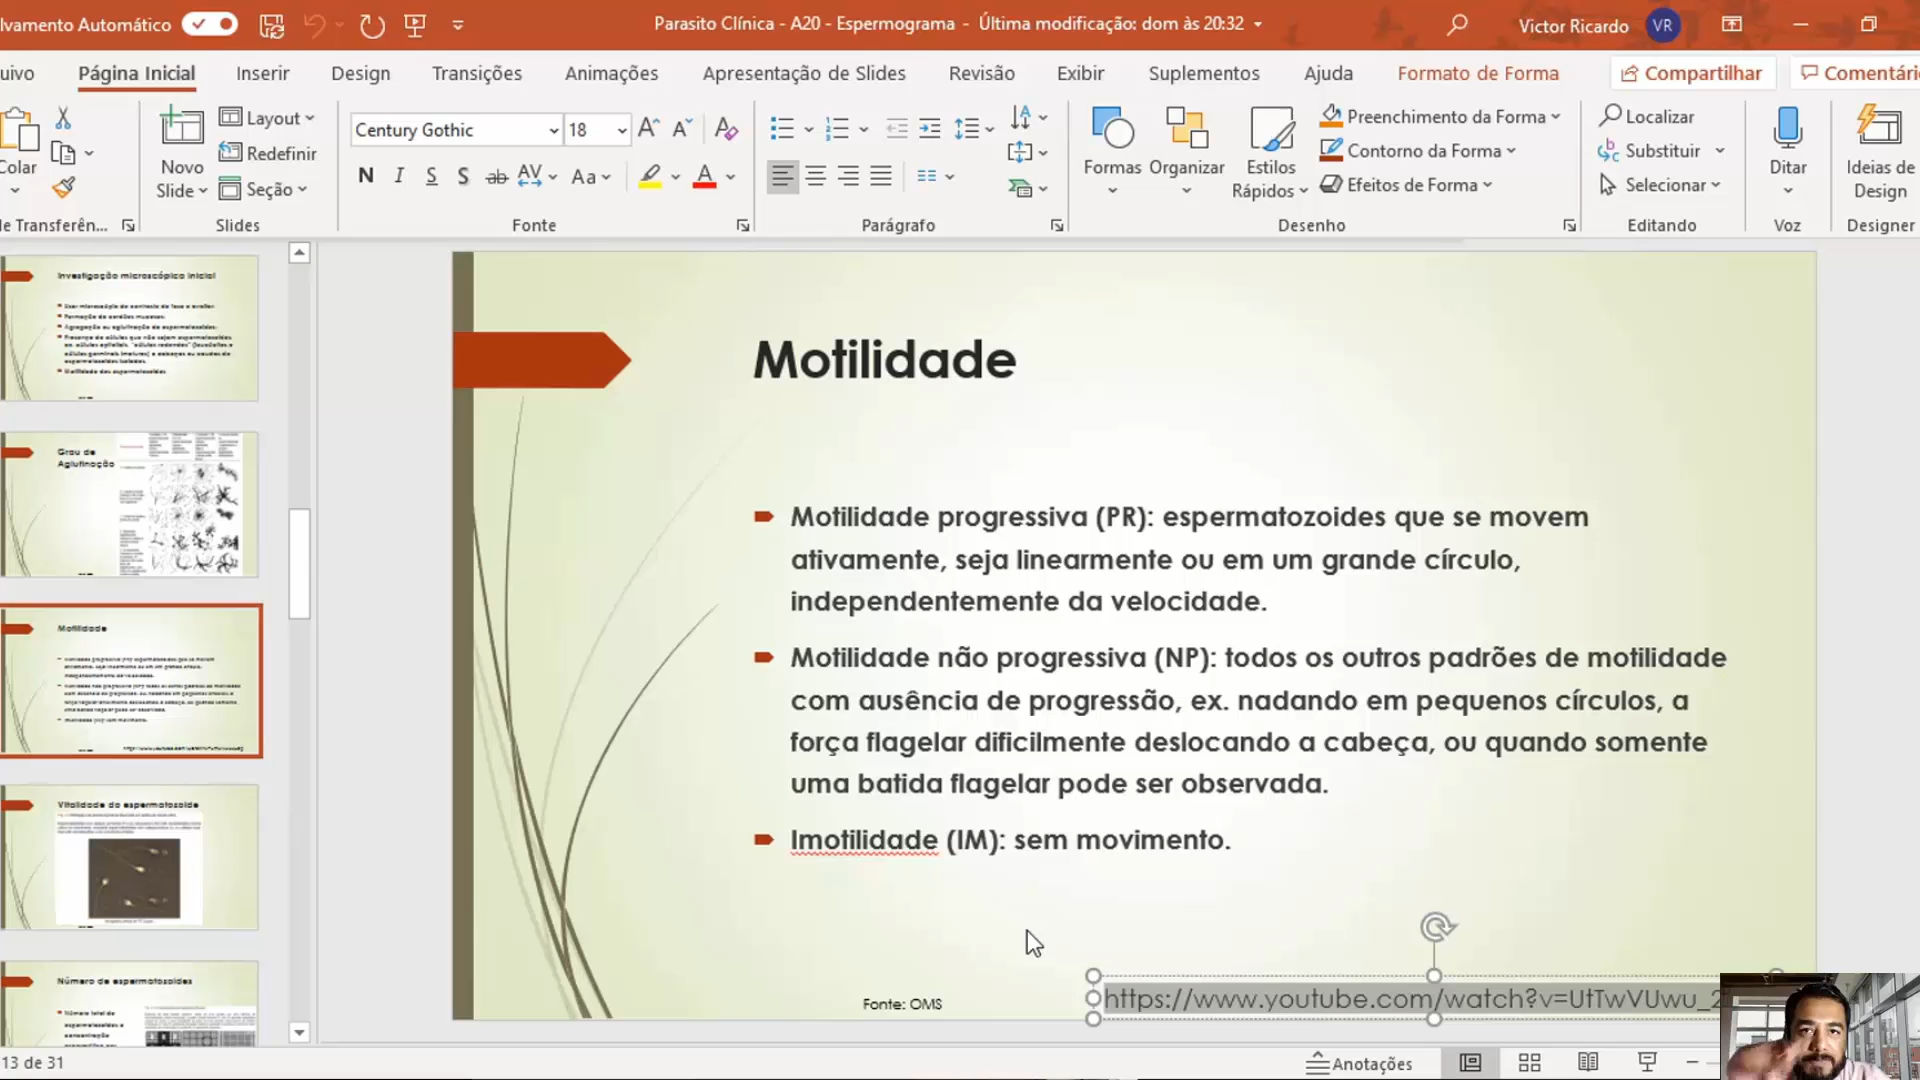 lvamento Automático
Parasito Clínica - A20 - Espermograma - Última modificação: dom às 20:32
Victor Ricardo
VR
uivo
Página Inicial
Inserir
Design
Transições
Animações
Apresentação de Slides
Revisão
Exibir
Suplementos
Ajuda
Formato de Forma
Compartilhar
Comentário
Colar
Novo
Slide
Layout
Redefinir
Seção
Century Gothic
18
N I S S ab AV Aa A
Formas
Organizar
Estilos
Rápidos
Preenchimento da Forma
Contorno da Forma
Efeitos de Forma
Localizar
Substituir
Selecionar
Ditar
Ideias de
Design
de Transferên...
Slides
Fonte
Parágrafo
Desenho
Editando
Voz
Designer
Investigação microscópica inicial
Grau de
Aglutinação
Motilidade
Vitalidade do espermatozoide
Número de espermatozoides
Motilidade
Motilidade progressiva (PR): espermatozoides que se movem
ativamente, seja linearmente ou em um grande círculo,
independentemente da velocidade.
Motilidade não progressiva (NP): todos os outros padrões de motilidade
com ausência de progressão, ex. nadando em pequenos círculos, a
força flagelar dificilmente deslocando a cabeça, ou quando somente
uma batida flagelar pode ser observada.
Imotilidade (IM): sem movimento.
Fonte: OMS
https://www.youtube.com/watch?v=UfTwVUwu_
13 de 31
Anotações